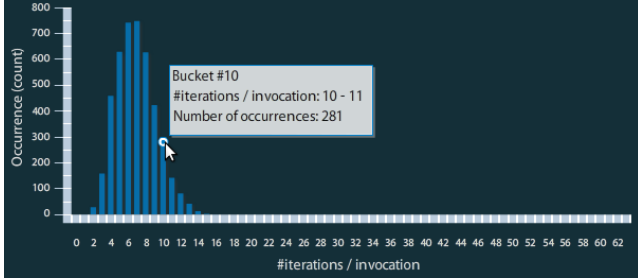 800
700
600
500
400
300
200
100
0
Occurrence (count)
Bucket #10
#iterations / invocation: 10 - 11
Number of occurrences: 281
0 2 4 6 8 10 12 14 16 18 20 22 24 26 28 30 32 34 36 38 40 42 44 46 48 50 52 54 56 58 60 62
#iterations / invocation